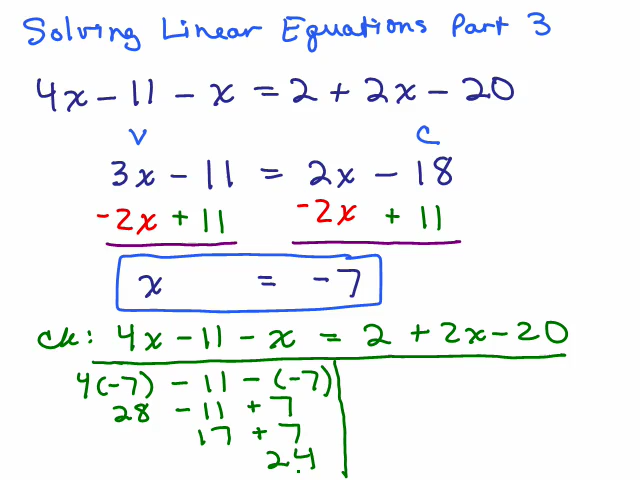 Solving Linear Equations Part 3
4x - 11 - x = 2 + 2x - 20
V C
3x - 11 = 2x - 18
-2x + 11 -2x + 11
x = -7
ck: 4x - 11 - x = 2 + 2x - 20
4(-7) - 11 - (-7)
28 - 11 + 7
17 + 7
24